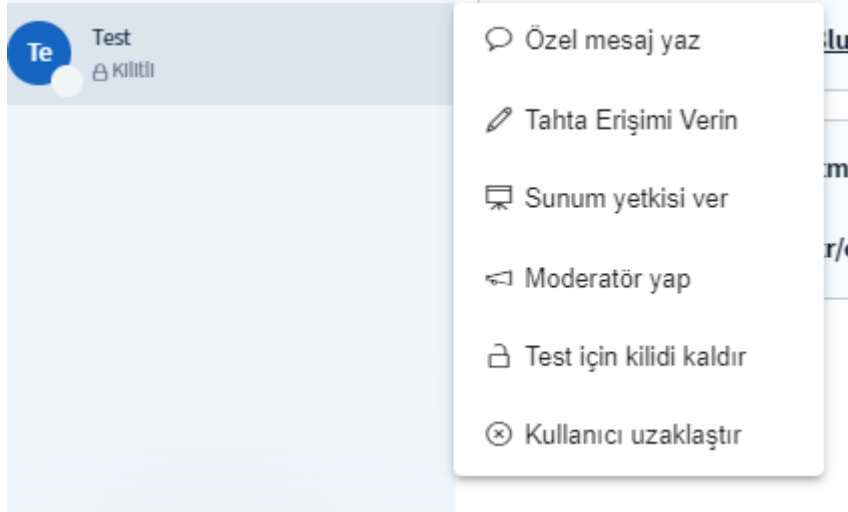 Te
Test
Kilitli
Özel mesaj yaz
Tahta Erişimi Verin
Sunum yetkisi ver
Moderatör yap
Test için kilidi kaldır
Kullanıcı uzaklaştır